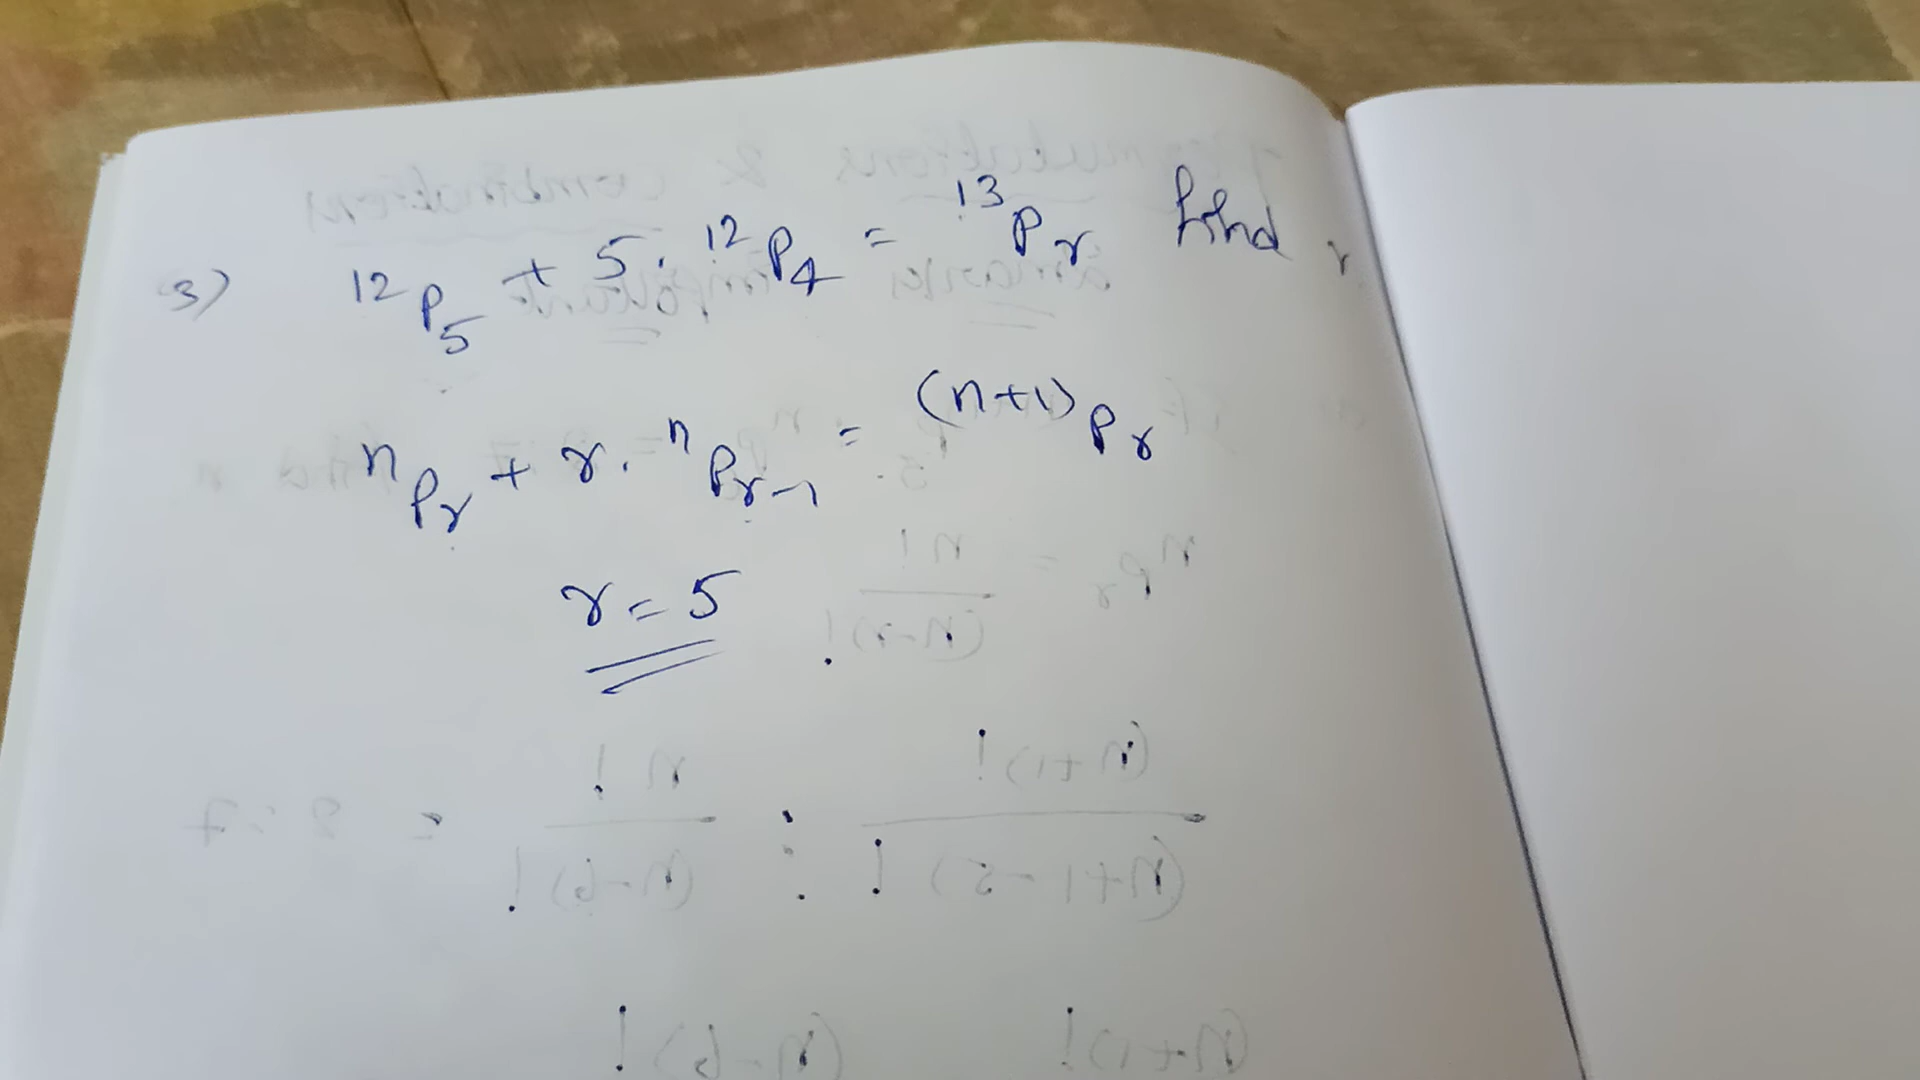 3) ¹²P₅ + 5 . ¹²P₄ = ¹³Pᵣ find r
ⁿPᵣ + r . ⁿPᵣ₋₁ = ⁽ⁿ⁺¹⁾Pᵣ
r = 5